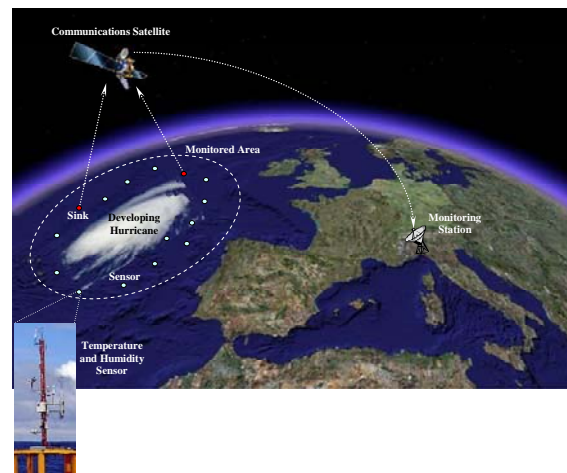 Communications Satellite
Monitored Area
Sink
Developing
Hurricane
Monitoring
Station
Sensor
Temperature
and Humidity
Sensor